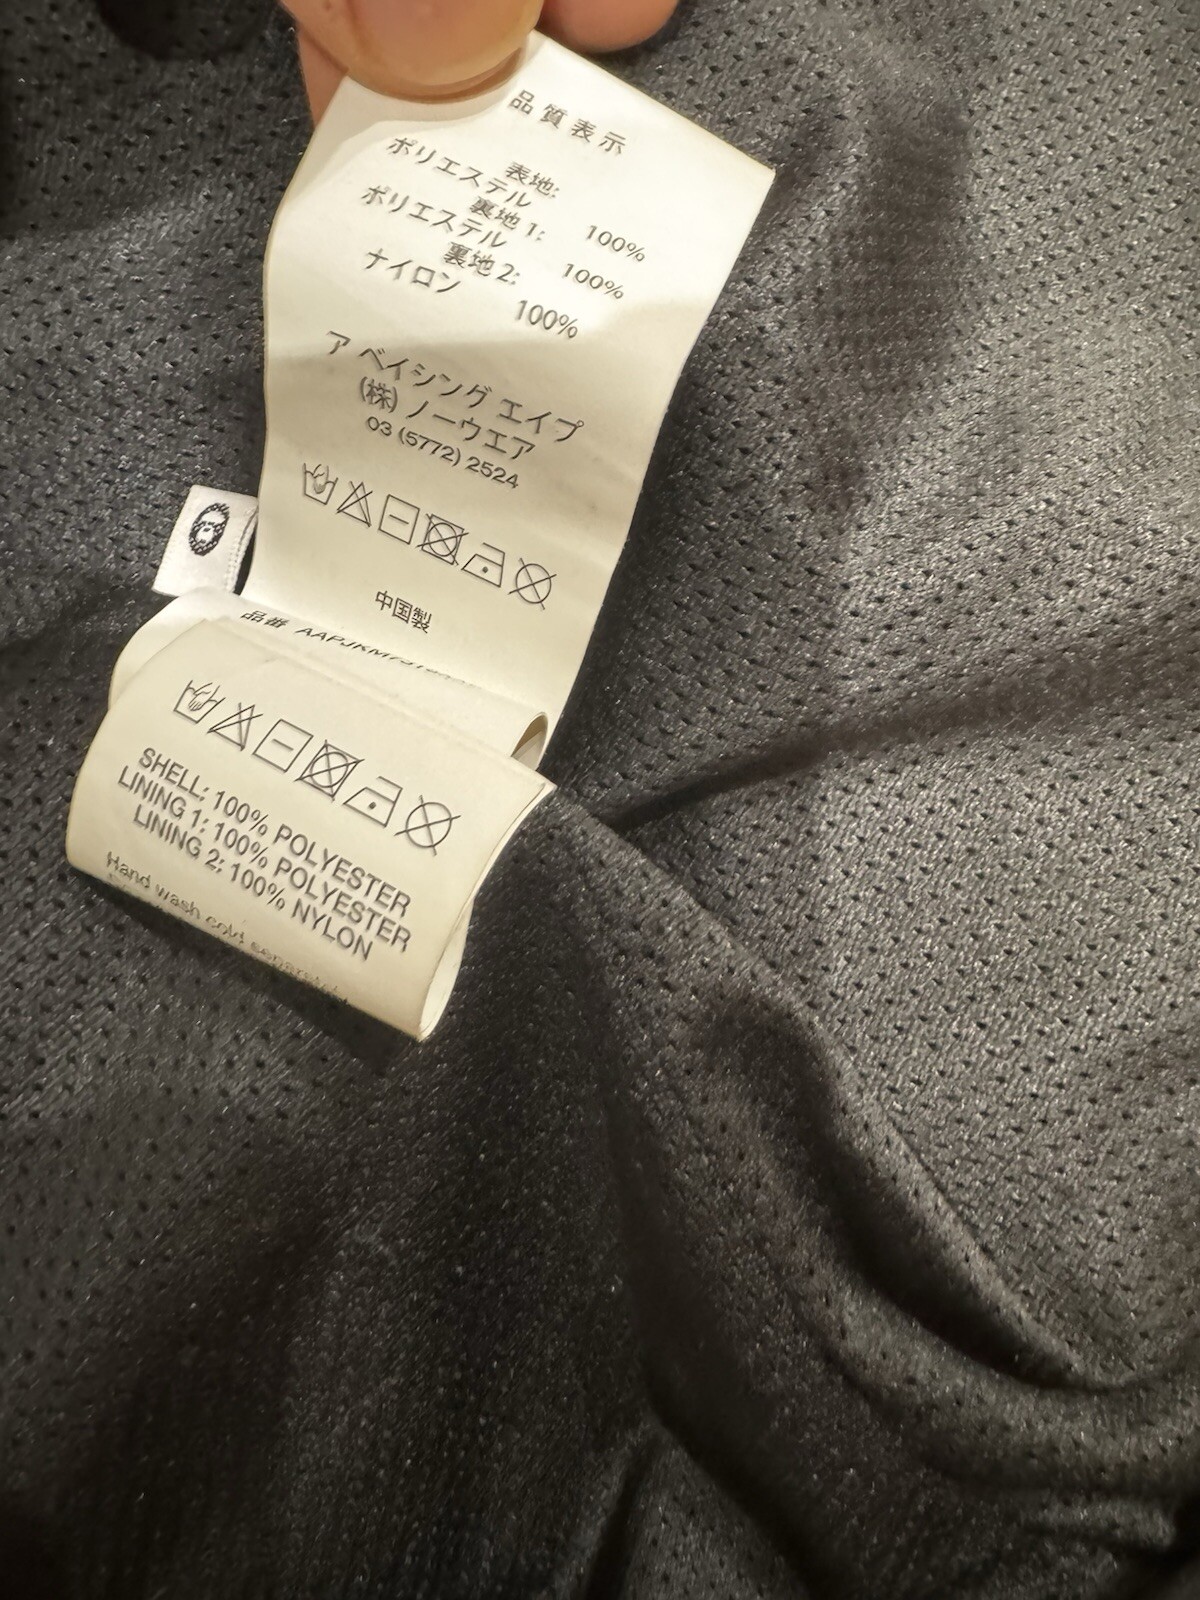 品質表示
表地:
ポリエステル 100%
裏地1:
ポリエステル 100%
裏地2:
ナイロン 100%
ア ベイシング エイプ
(株) ノーウエア
03 (5772) 2524
中国製
品番
SHELL: 100% POLYESTER
LINING 1: 100% POLYESTER
LINING 2: 100% NYLON
Hand wash cold